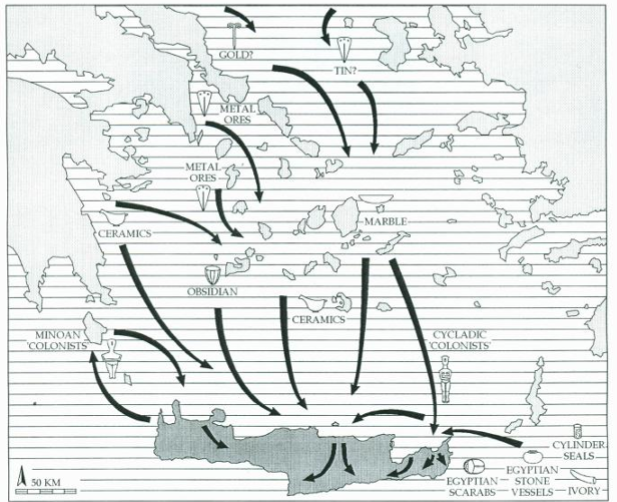 GOLD?
TIN?
METAL
ORES
METAL
ORES
MARBLE
CERAMICS
OBSIDIAN
CERAMICS
MINOAN
'COLONISTS'
CYCLADIC
'COLONISTS'
CYLINDER
SEALS
EGYPTIAN
SCARABS
EGYPTIAN
STONE
VESSELS
IVORY
50 KM